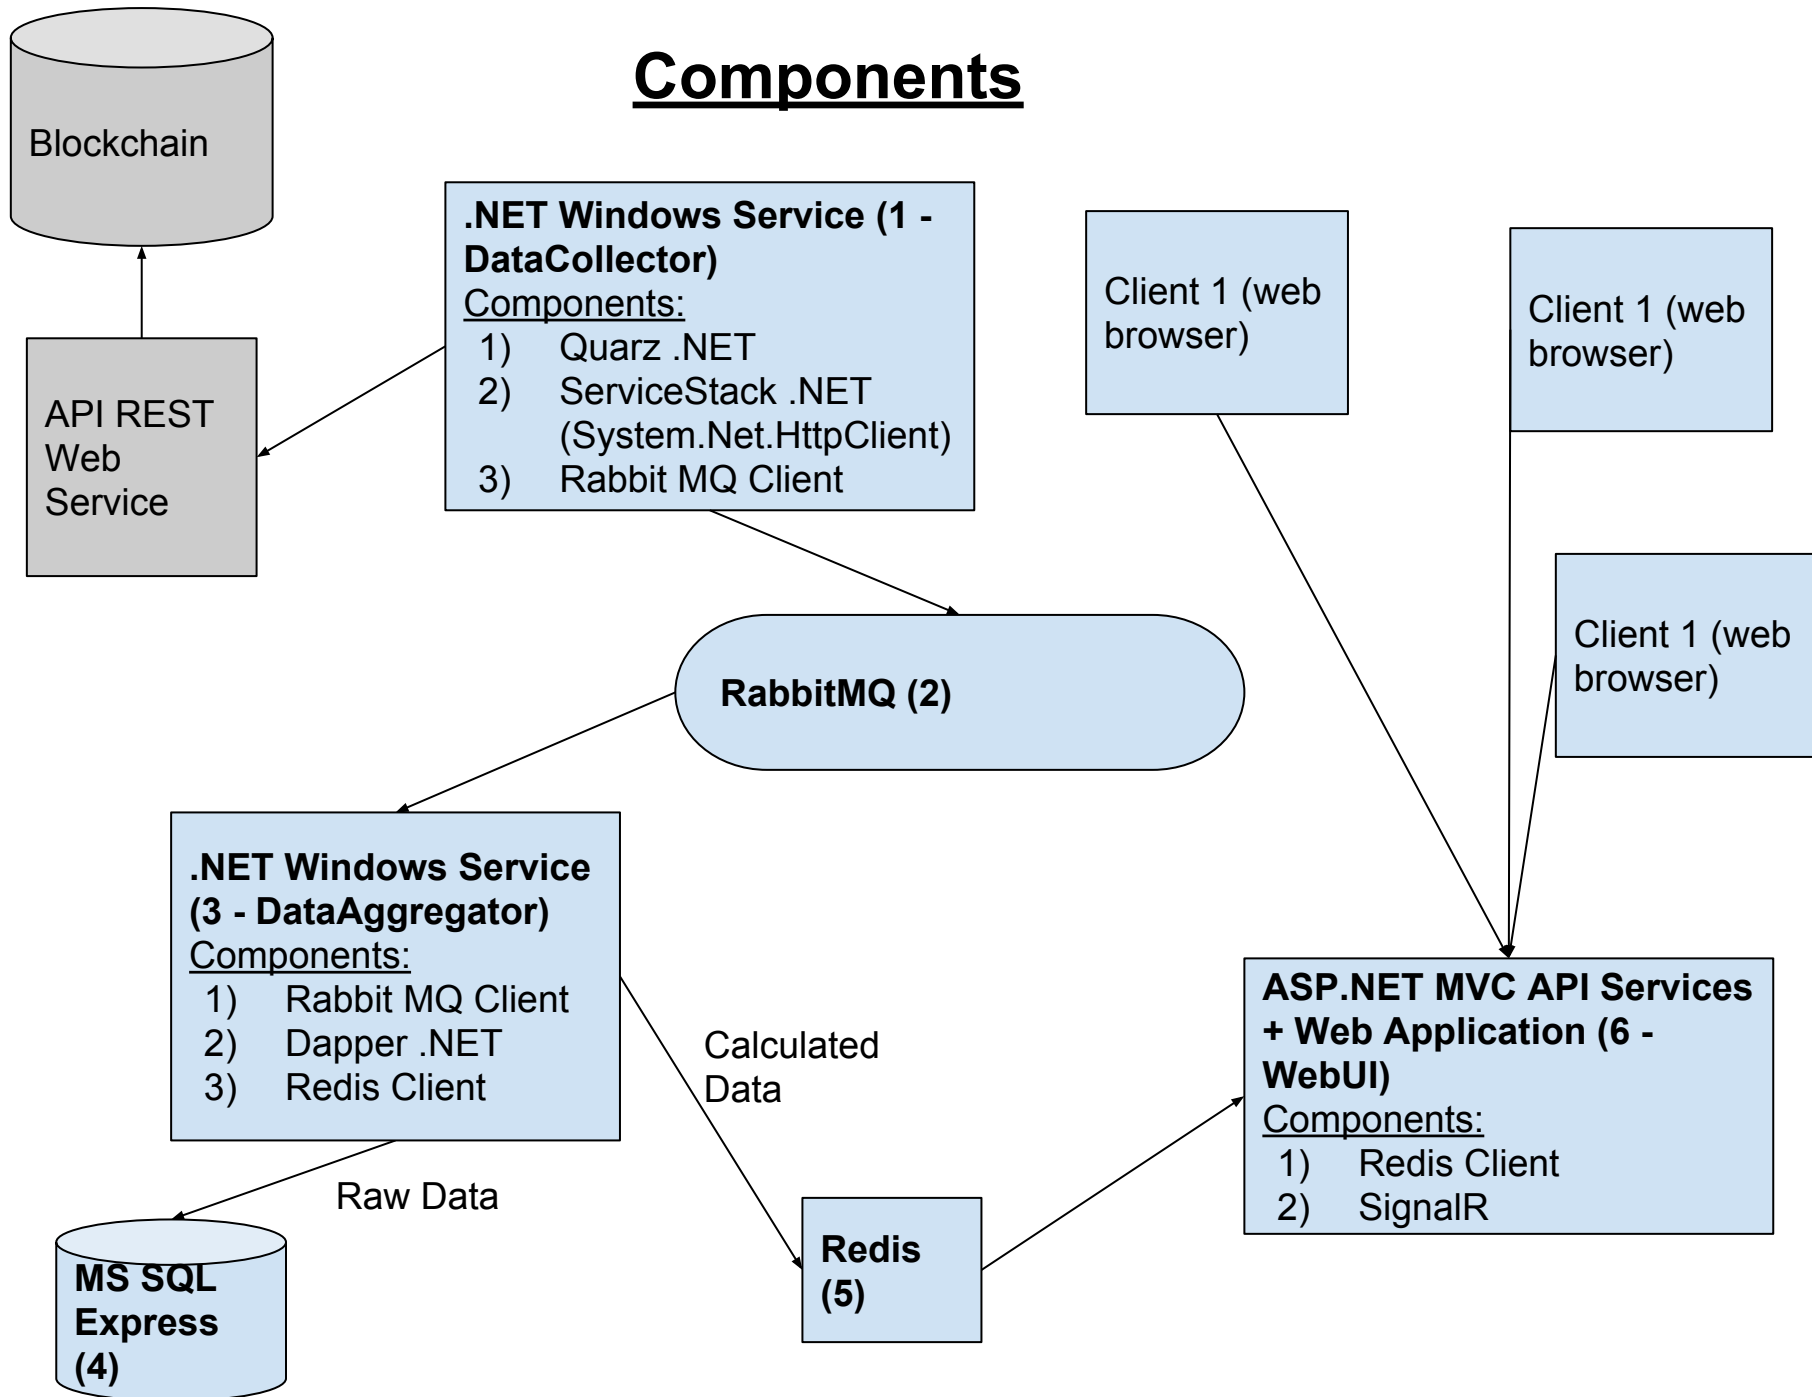 Components
Blockchain
.NET Windows Service (1 -
DataCollector)
Components:
1) Quarz .NET
2) ServiceStack .NET
(System.Net.HttpClient)
3) Rabbit MQ Client
Client 1 (web
browser)
Client 1 (web
browser)
API REST
Web
Service
Client 1 (web
browser)
RabbitMQ (2)
.NET Windows Service
(3 - DataAggregator)
Components:
1) Rabbit MQ Client
2) Dapper .NET
3) Redis Client
Calculated
Data
ASP.NET MVC API Services
+ Web Application (6 -
WebUI)
Components:
1) Redis Client
2) SignalR
Raw Data
MS SQL
Express
(4)
Redis
(5)